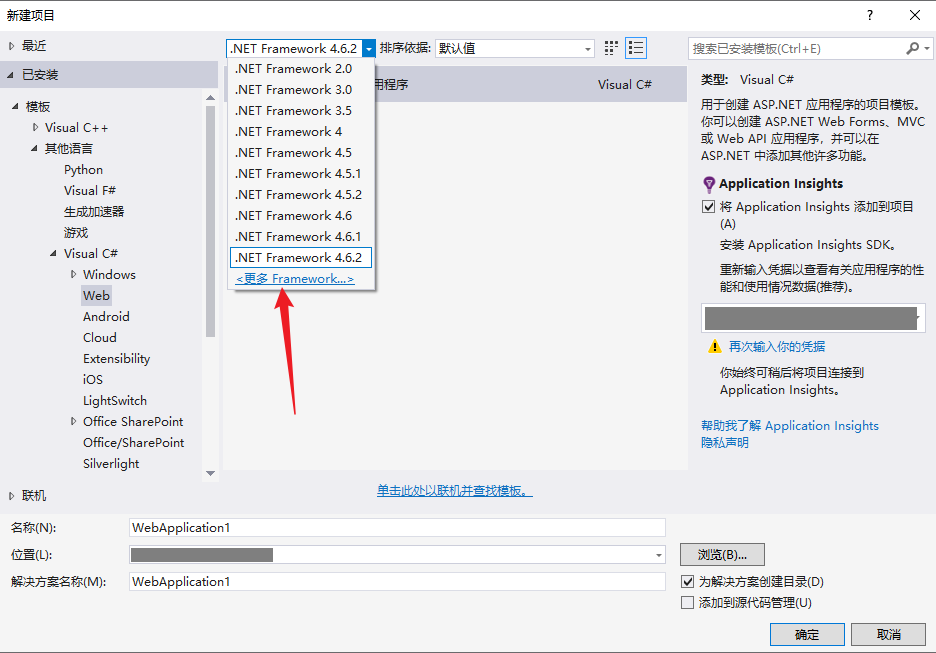 新建项目
?
最近
.NET Framework 4.6.2
排序依据:
默认值
搜索已安装模板(Ctrl+E)
已安装
模板
Visual C++
其他语言
Python
Visual F#
生成加速器
游戏
Visual C#
Windows
Web
Android
Cloud
Extensibility
iOS
LightSwitch
Office SharePoint
Office/SharePoint
Silverlight
联机
.NET Framework 2.0
.NET Framework 3.0
.NET Framework 3.5
.NET Framework 4
.NET Framework 4.5
.NET Framework 4.5.1
.NET Framework 4.5.2
.NET Framework 4.6
.NET Framework 4.6.1
.NET Framework 4.6.2
<更多 Framework...>
用程序
Visual C#
单击此处以联机并查找模板。
类型: Visual C#
用于创建 ASP.NET 应用程序的项目模板。
你可以创建 ASP.NET Web Forms、MVC
或 Web API 应用程序，并可以在
ASP.NET 中添加其他许多功能。
Application Insights
将 Application Insights 添加到项目
(A)
安装 Application Insights SDK。
重新输入凭据以查看有关应用程序的性
能和使用情况数据(推荐)。
再次输入你的凭据
你始终可稍后将项目连接到
Application Insights。
帮助我了解 Application Insights
隐私声明
名称(N):
WebApplication1
位置(L):
浏览(B)...
解决方案名称(M):
WebApplication1
为解决方案创建目录(D)
添加到源代码管理(U)
确定
取消